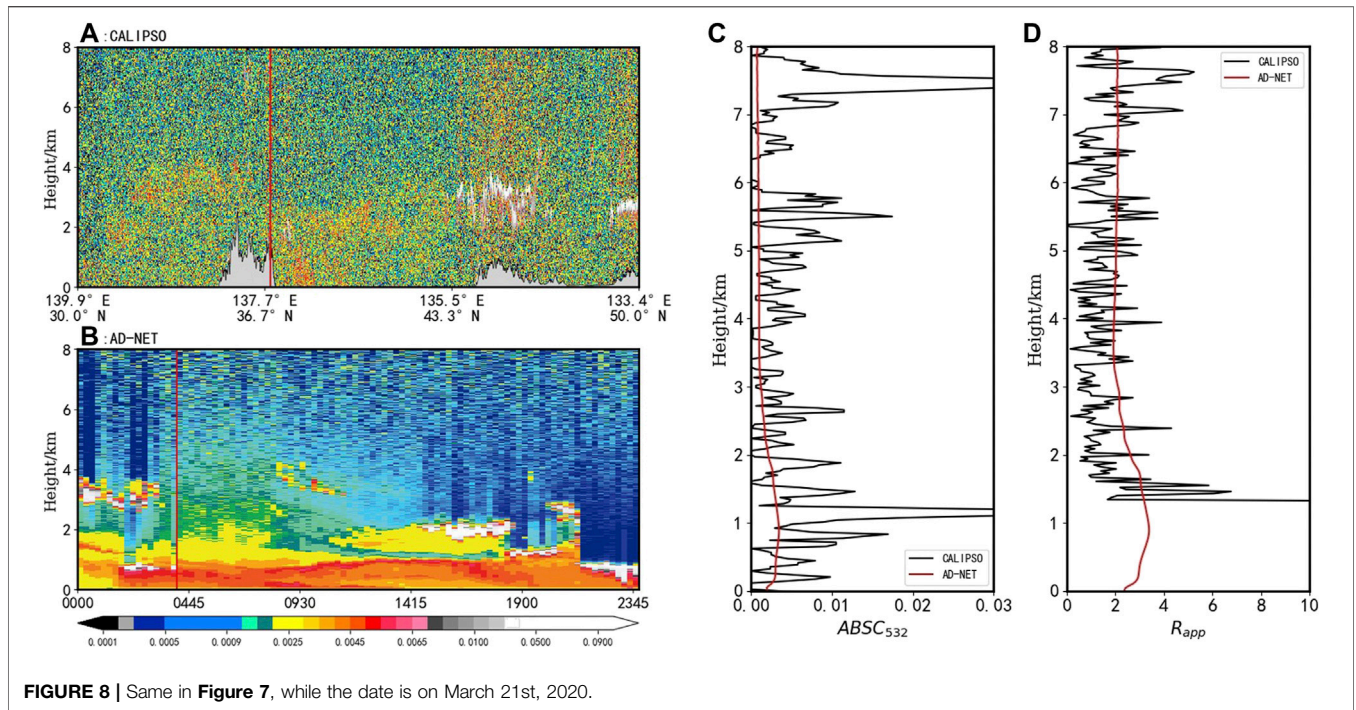 A :CALIPSO
8
6
4
2
0
Height/km
139.9° E 137.7° E 135.5° E 133.4° E
30.0° N 36.7° N 43.3° N 50.0° N
B :AD-NET
8
6
4
2
0
Height/km
0000 0445 0930 1415 1900 2345
0.0001 0.0005 0.0009 0.0025 0.0045 0.0065 0.0100 0.0500 0.0900
C
8
7
6
5
4
3
2
1
0
Height/km
CALIPSO
AD-NET
0.00 0.01 0.02 0.03
ABSC532
D
8
7
6
5
4
3
2
1
0
Height/km
CALIPSO
AD-NET
0 2 4 6 8 10
Rapp
FIGURE 8 | Same in Figure 7, while the date is on March 21st, 2020.